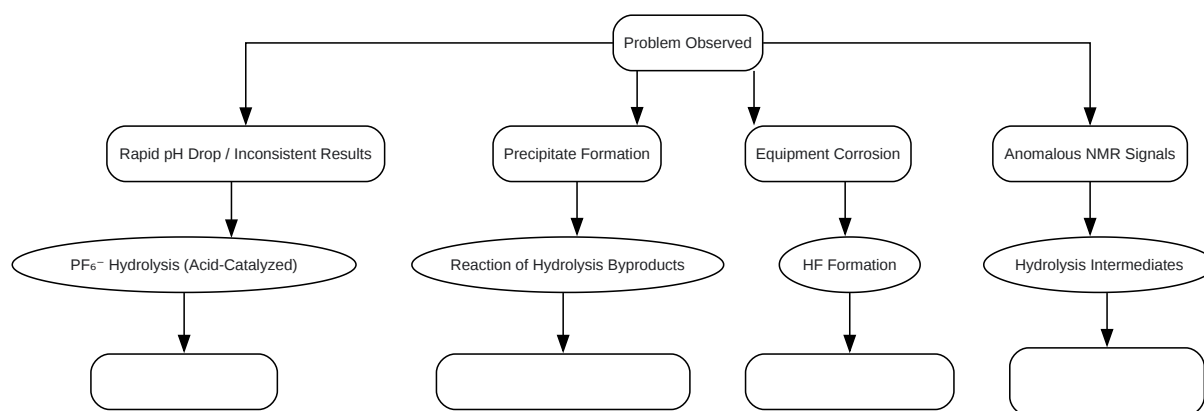 Problem Observed
Rapid pH Drop / Inconsistent Results
Precipitate Formation
Equipment Corrosion
Anomalous NMR Signals
PF₆⁻ Hydrolysis (Acid-Catalyzed)
Reaction of Hydrolysis Byproducts
HF Formation
Hydrolysis Intermediates